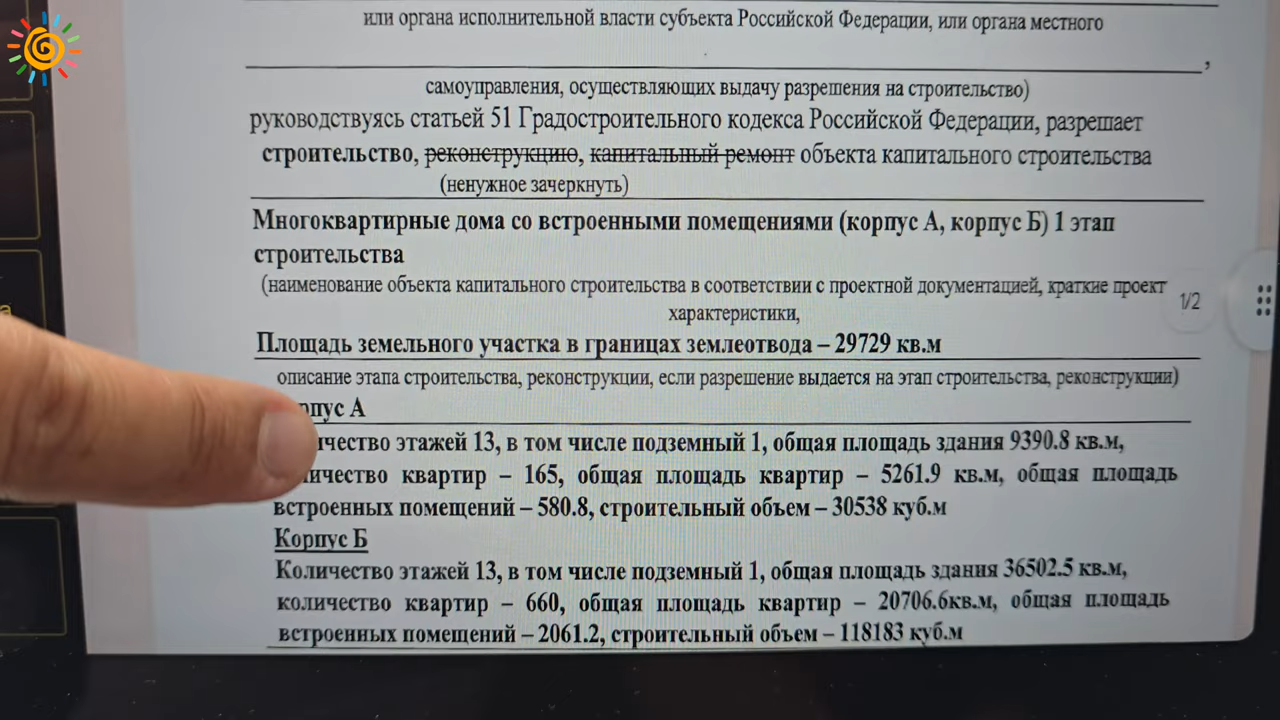 или органа исполнительной власти субъекта Российской Федерации, или органа местного
,
самоуправления, осуществляющих выдачу разрешения на строительство)
руководствуясь статьей 51 Градостроительного кодекса Российской Федерации, разрешает
строительство, реконструкцию, капитальный ремонт объекта капитального строительства
(ненужное зачеркнуть)
Многоквартирные дома со встроенными помещениями (корпус А, корпус Б) 1 этап
строительства
(наименование объекта капитального строительства в соответствии с проектной документацией, краткие проект
1/2
характеристики,
Площадь земельного участка в границах землеотвода – 29729 кв.м
описание этапа строительства, реконструкции, если разрешение выдается на этап строительства, реконструкции)
рпус А
ичество этажей 13, в том числе подземный 1, общая площадь здания 9390.8 кв.м,
ичество квартир – 165, общая площадь квартир – 5261.9 кв.м, общая площадь
встроенных помещений – 580.8, строительный объем – 30538 куб.м
Корпус Б
Количество этажей 13, в том числе подземный 1, общая площадь здания 36502.5 кв.м,
количество квартир – 660, общая площадь квартир – 20706.6кв.м, общая площадь
встроенных помещений – 2061.2, строительный объем – 118183 куб.м